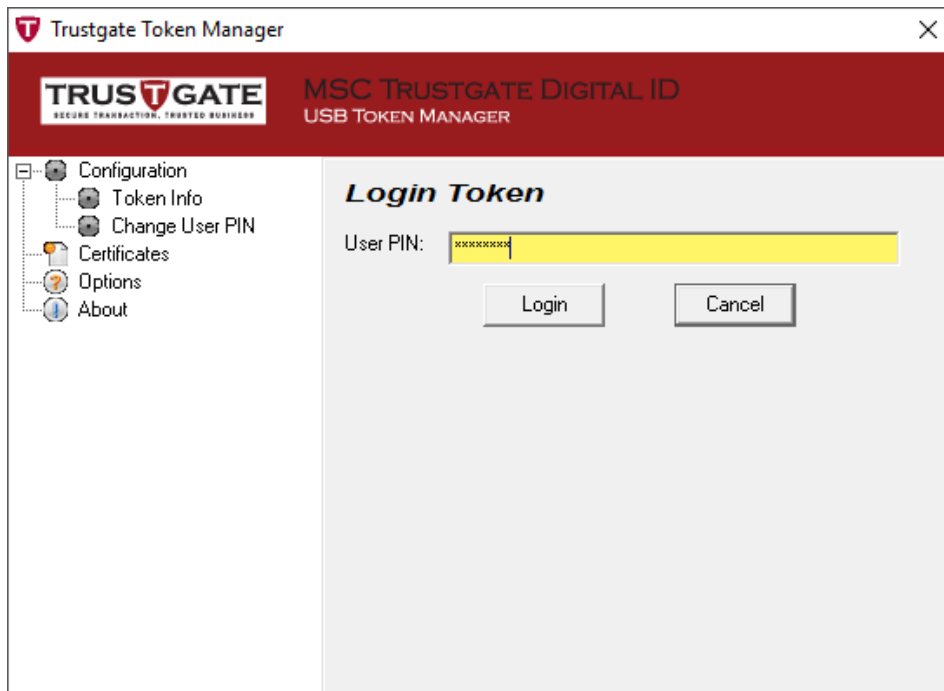 Trustgate Token Manager
TRUSTGATE
SECURE TRANSACTION, TRUSTED BUSINESS
MSC TRUSTGATE DIGITAL ID
USB TOKEN MANAGER
Configuration
Token Info
Change User PIN
Certificates
Options
About
Login Token
User PIN: ********
Login Cancel